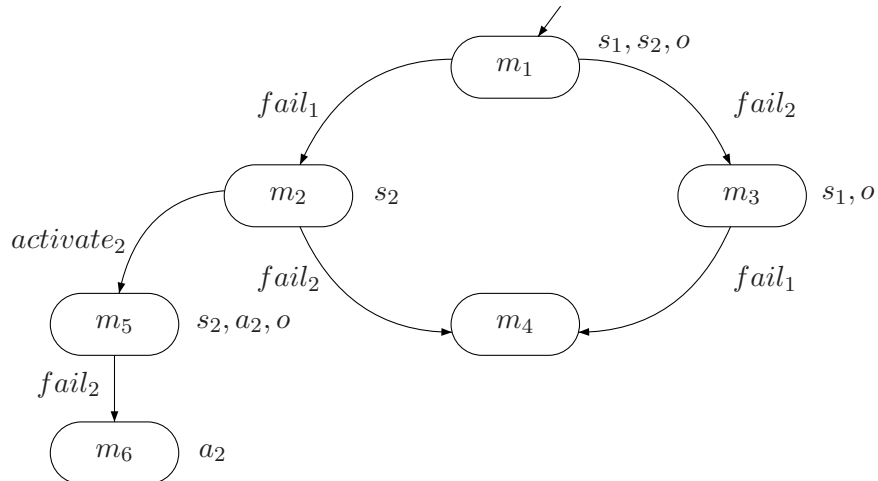 m₁ s₁, s₂, o
fail₁ fail₂
m₂ s₂ m₃ s₁, o
activate₂ fail₂ fail₁
m₅ s₂, a₂, o m₄
fail₂
m₆ a₂